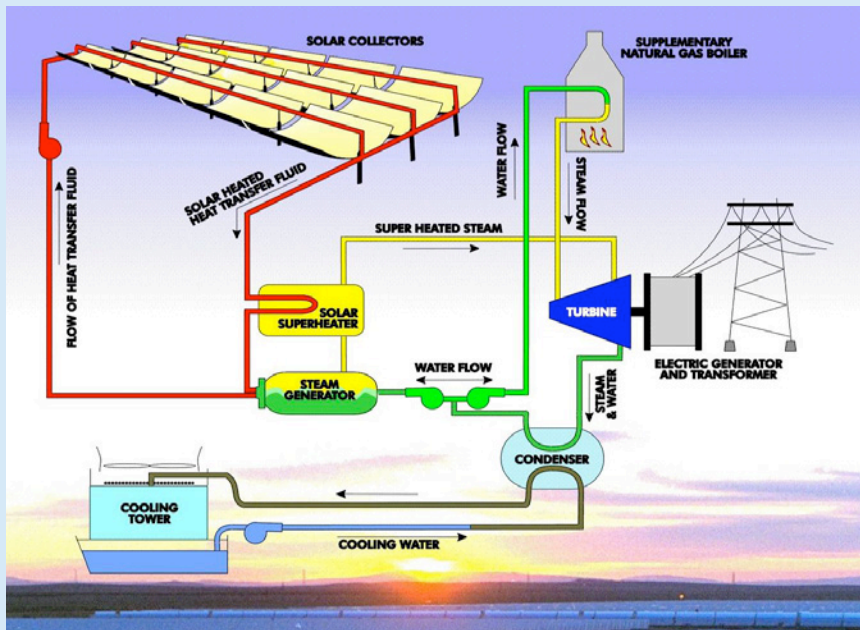 SOLAR COLLECTORS
SUPPLEMENTARY
NATURAL GAS BOILER
FLOW OF HEAT TRANSFER FLUID
SOLAR HEATED
HEAT TRANSFER FLUID
WATER FLOW
STEAM FLOW
SUPER HEATED STEAM
SOLAR
SUPERHEATER
TURBINE
ELECTRIC GENERATOR
AND TRANSFORMER
STEAM
GENERATOR
WATER FLOW
STEAM
& WATER
CONDENSER
COOLING
TOWER
COOLING WATER